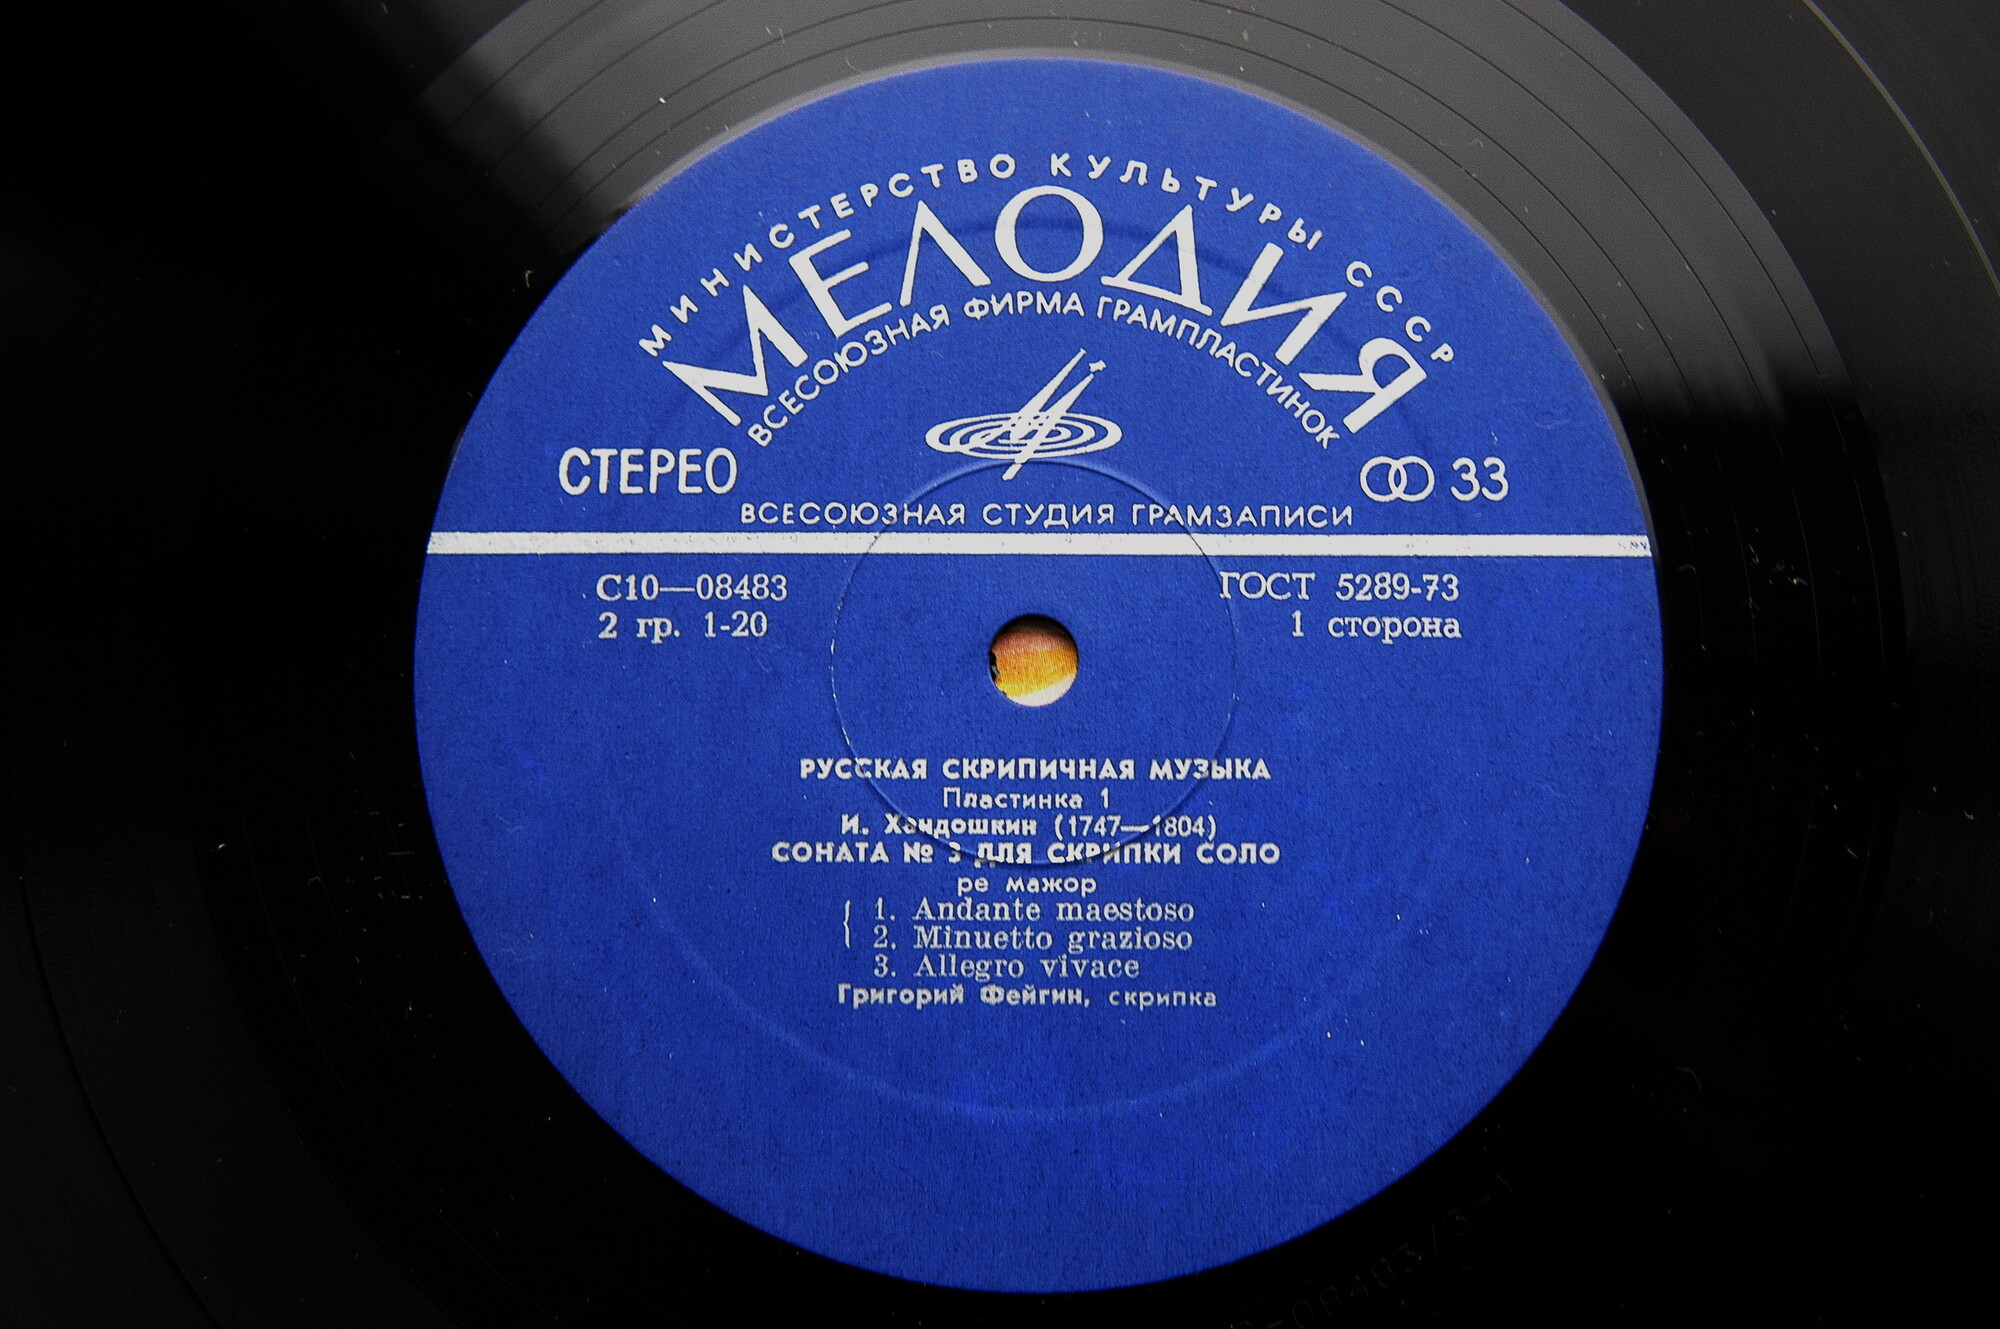 МИНИСТЕРСТВО КУЛЬТУРЫ СССР
МЕЛОДИЯ
ВСЕСОЮЗНАЯ ФИРМА ГРАМПЛАСТИНОК
СТЕРЕО
33
ВСЕСОЮЗНАЯ СТУДИЯ ГРАМЗАПИСИ
С10—08483
ГОСТ 5289-73
2 гр. 1-20
1 сторона
РУССКАЯ СКРИПИЧНАЯ МУЗЫКА
Пластинка 1
И. Хандошкин (1747—1804)
СОНАТА № 3 ДЛЯ СКРИПКИ СОЛО
ре мажор
1. Andante maestoso
2. Minuetto grazioso
3. Allegro vivace
Григорий Фейгин, скрипка